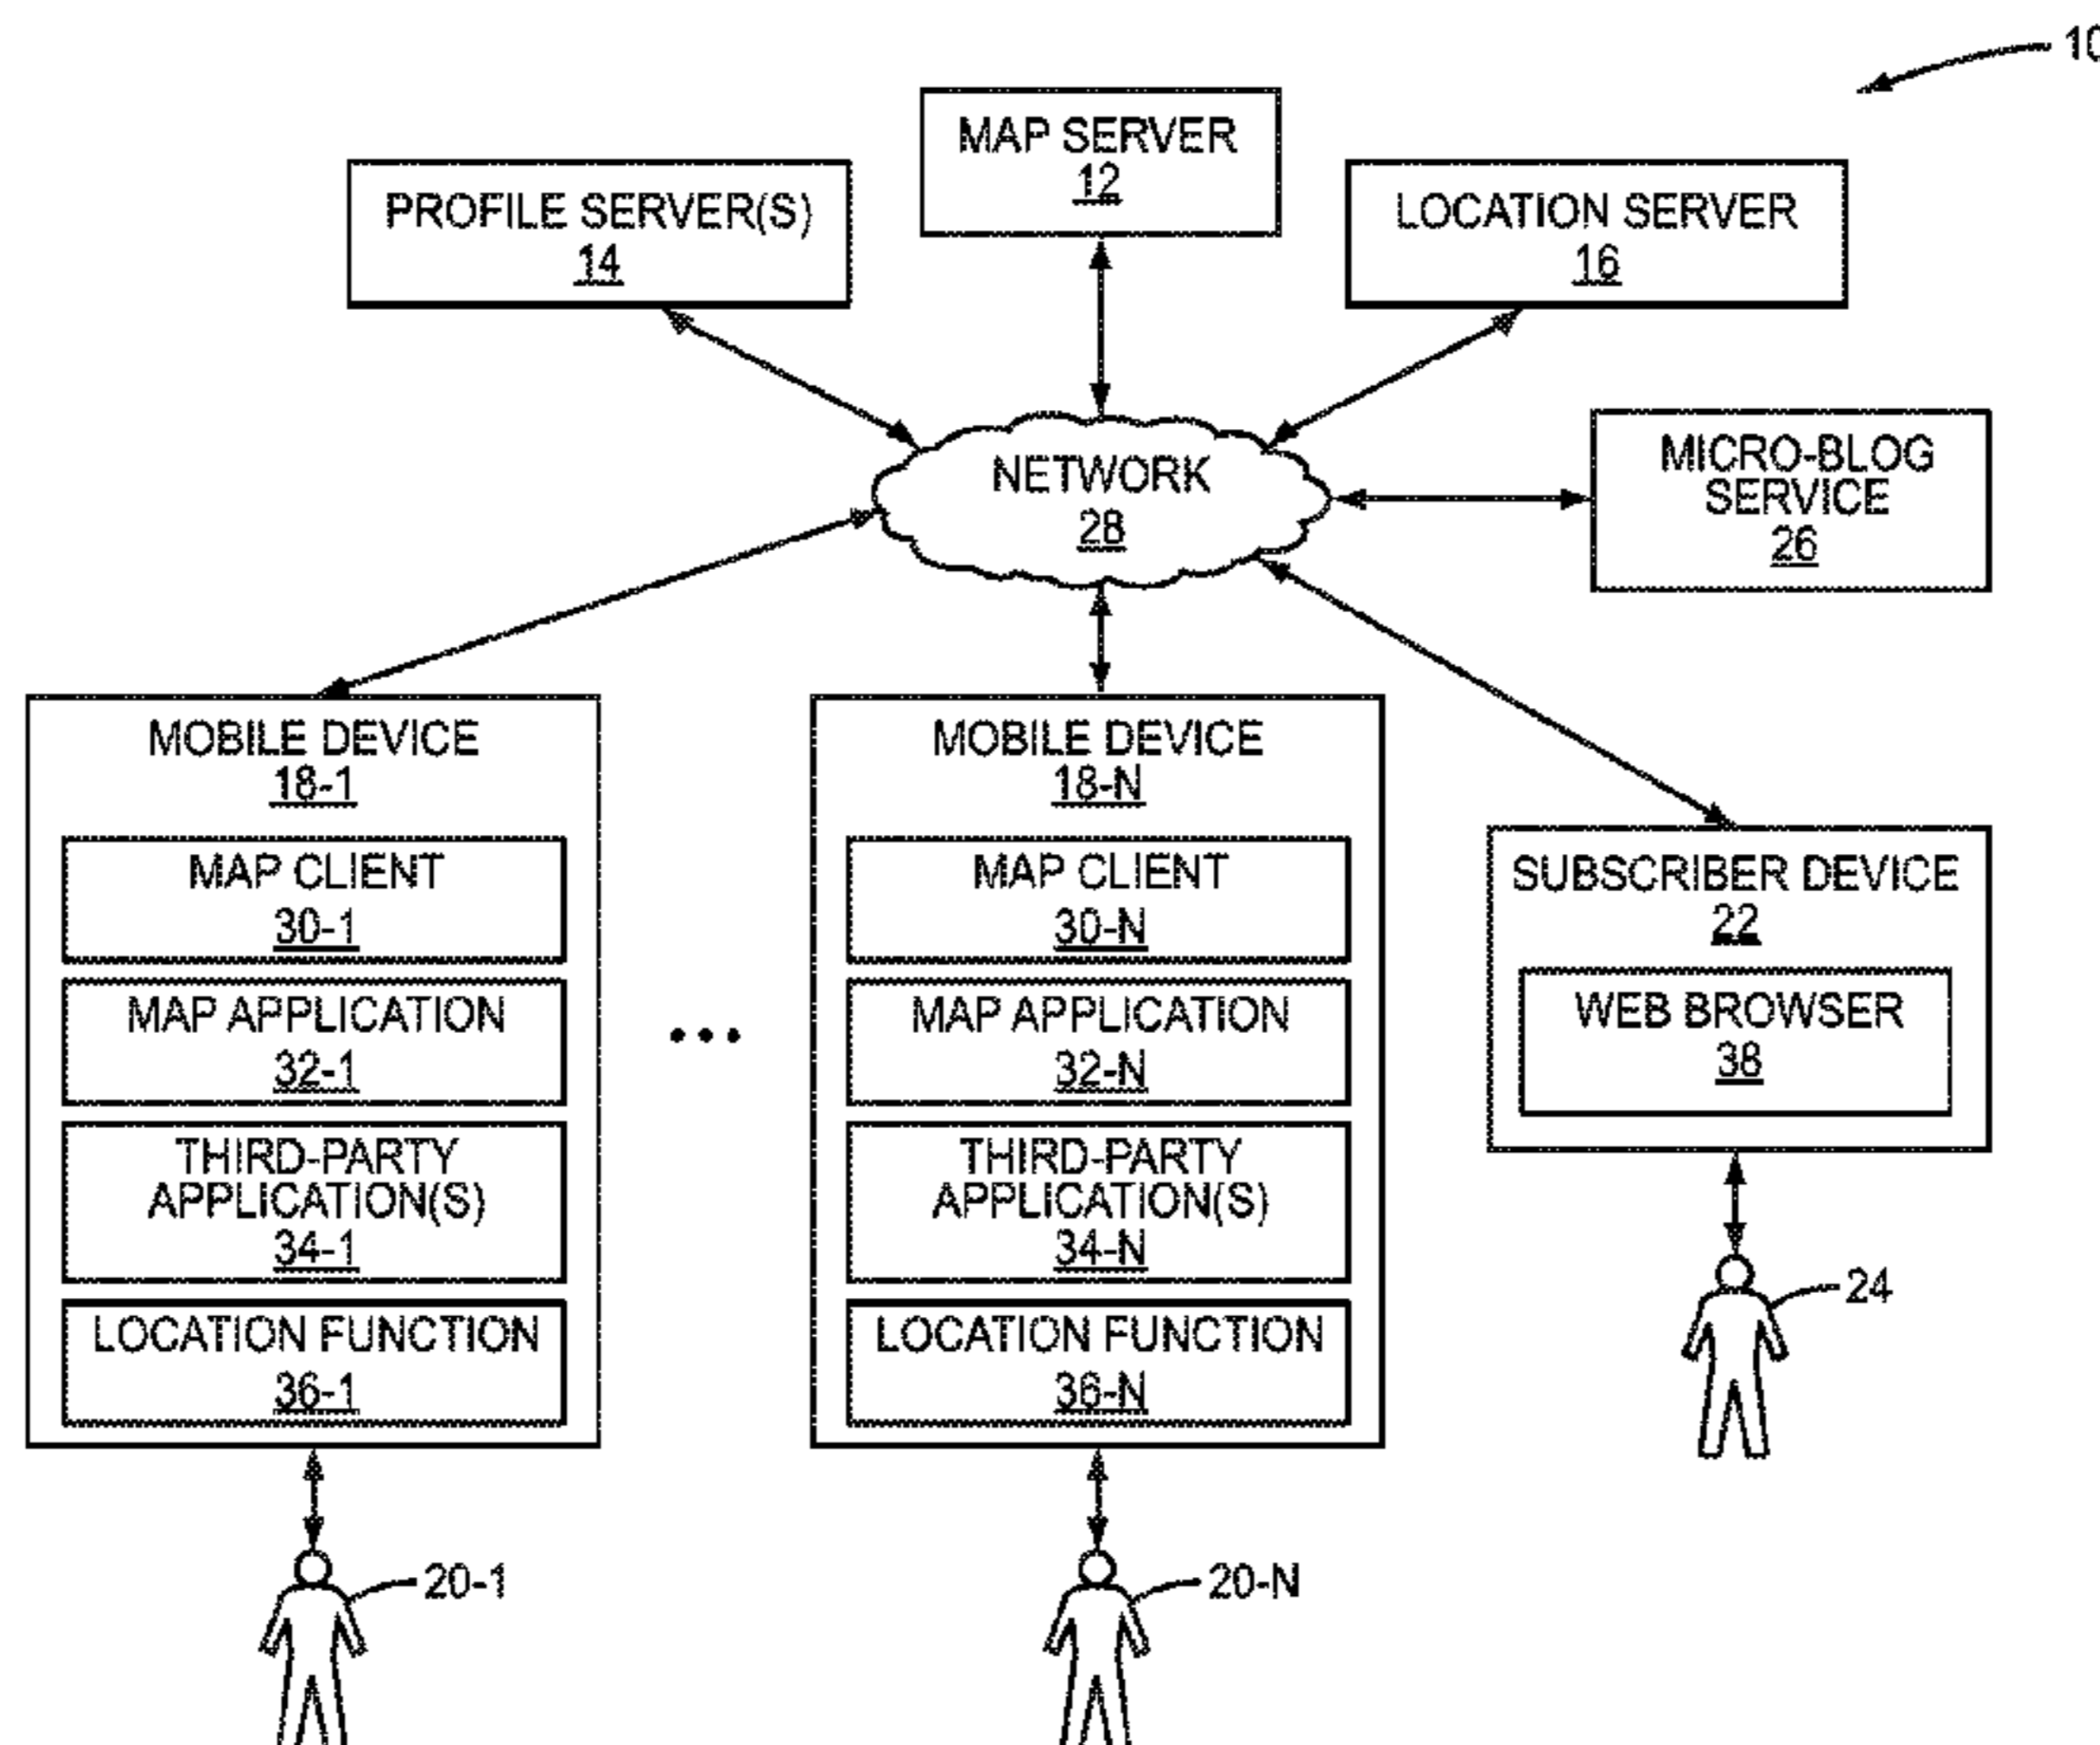 10
MAP SERVER
12
PROFILE SERVER(S)
14
LOCATION SERVER
16
NETWORK
28
MICRO-BLOG
SERVICE
26
MOBILE DEVICE
18-1
MAP CLIENT
30-1
MAP APPLICATION
32-1
THIRD-PARTY
APPLICATION(S)
34-1
LOCATION FUNCTION
36-1
20-1
•••
MOBILE DEVICE
18-N
MAP CLIENT
30-N
MAP APPLICATION
32-N
THIRD-PARTY
APPLICATION(S)
34-N
LOCATION FUNCTION
36-N
20-N
SUBSCRIBER DEVICE
22
WEB BROWSER
38
24